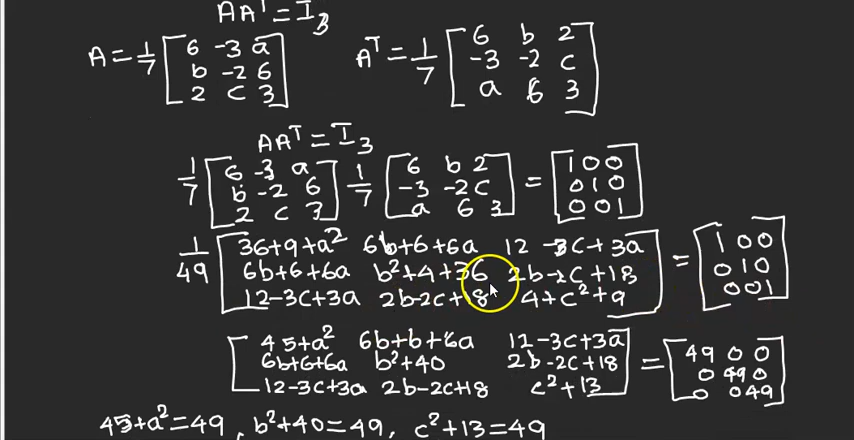 AAᵀ = I₃
A = 1/7 [6 -3 a; b -2 6; 2 c 3] Aᵀ = 1/7 [6 b 2; -3 -2 c; a 6 3]
AAᵀ = I₃
1/7 [6 -3 a; b -2 6; 2 c 3] 1/7 [6 b 2; -3 -2 c; a 6 3] = [1 0 0; 0 1 0; 0 0 1]
1/49 [36+9+a² 6b+6+6a 12-3c+3a; 6b+6+6a b²+4+36 2b-2c+18; 12-3c+3a 2b-2c+18 4+c²+9] = [1 0 0; 0 1 0; 0 0 1]
[45+a² 6b+b+6a 12-3c+3a; 6b+6+6a b²+40 2b-2c+18; 12-3c+3a 2b-2c+18 c²+13] = [49 0 0; 0 49 0; 0 0 49]
45+a²=49, b²+40=49, c²+13=49